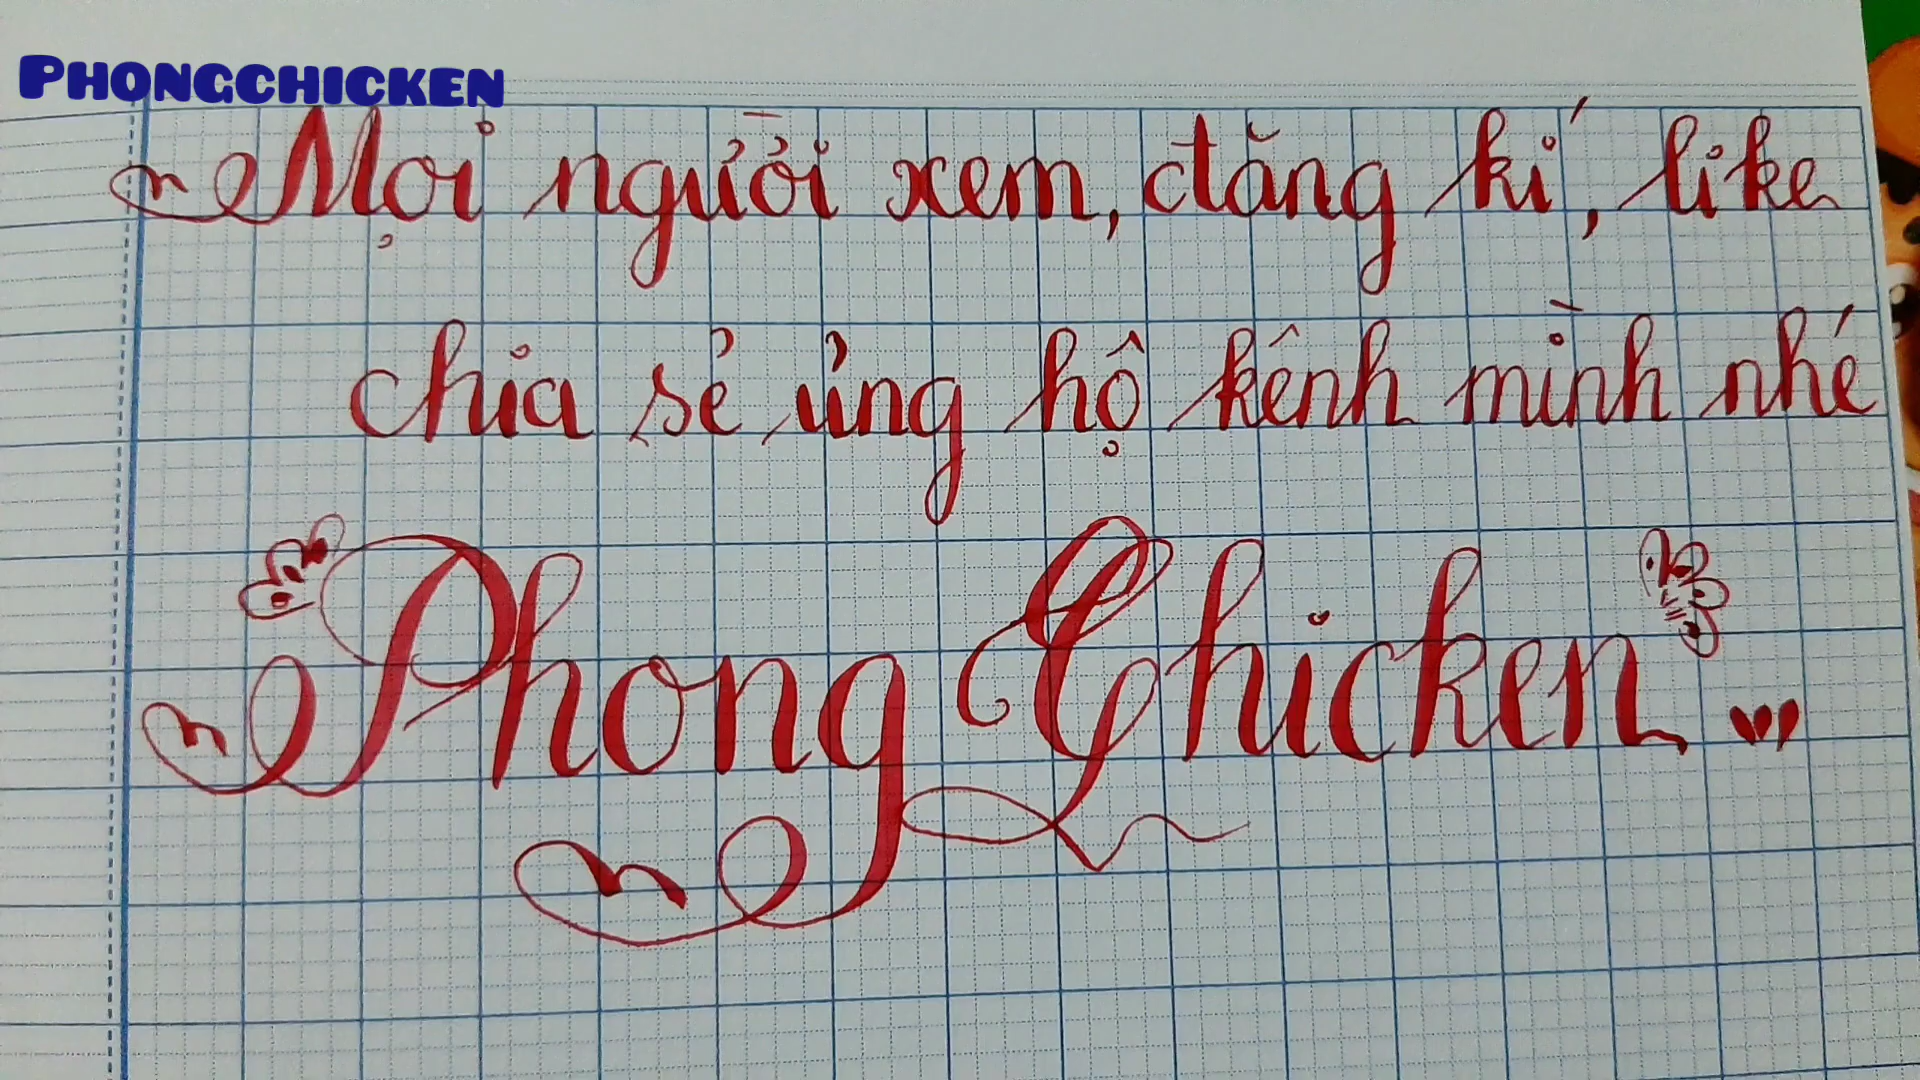 PHONGCHICKEN
Mọi người xem, đăng kí, like
chia sẻ ủng hộ kênh mình nhé
Phong Chicken